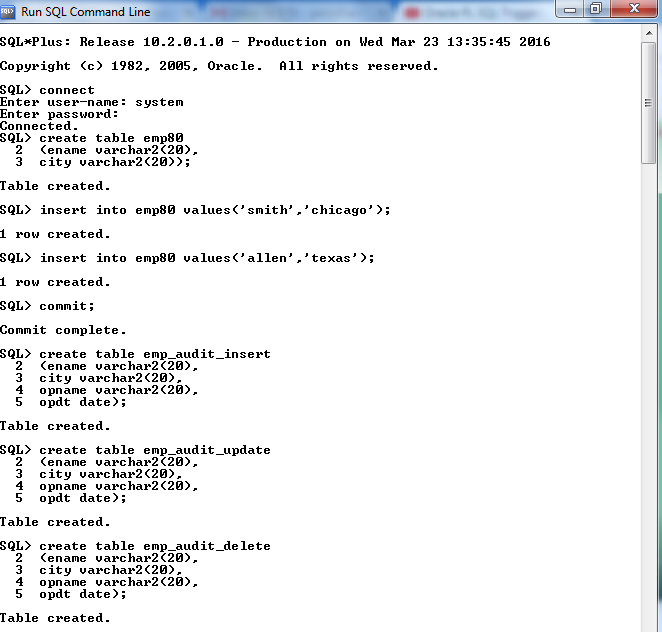 Run SQL Command Line
SQL*Plus: Release 10.2.0.1.0 - Production on Wed Mar 23 13:35:45 2016
Copyright (c) 1982, 2005, Oracle.  All rights reserved.
SQL> connect
Enter user-name: system
Enter password:
Connected.
SQL> create table emp80
  2  (ename varchar2(20),
  3  city varchar2(20));
Table created.
SQL> insert into emp80 values('smith','chicago');
1 row created.
SQL> insert into emp80 values('allen','texas');
1 row created.
SQL> commit;
Commit complete.
SQL> create table emp_audit_insert
  2  (ename varchar2(20),
  3  city varchar2(20),
  4  opname varchar2(20),
  5  opdt date);
Table created.
SQL> create table emp_audit_update
  2  (ename varchar2(20),
  3  city varchar2(20),
  4  opname varchar2(20),
  5  opdt date);
Table created.
SQL> create table emp_audit_delete
  2  (ename varchar2(20),
  3  city varchar2(20),
  4  opname varchar2(20),
  5  opdt date);
Table created.